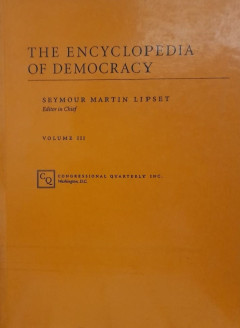 THE ENCYCLOPEDIA
OF DEMOCRACY
SEYMOUR MARTIN LIPSET
Editor in Chief
VOLUME III
CQ
CONGRESSIONAL QUARTERLY INC.
Washington, D.C.